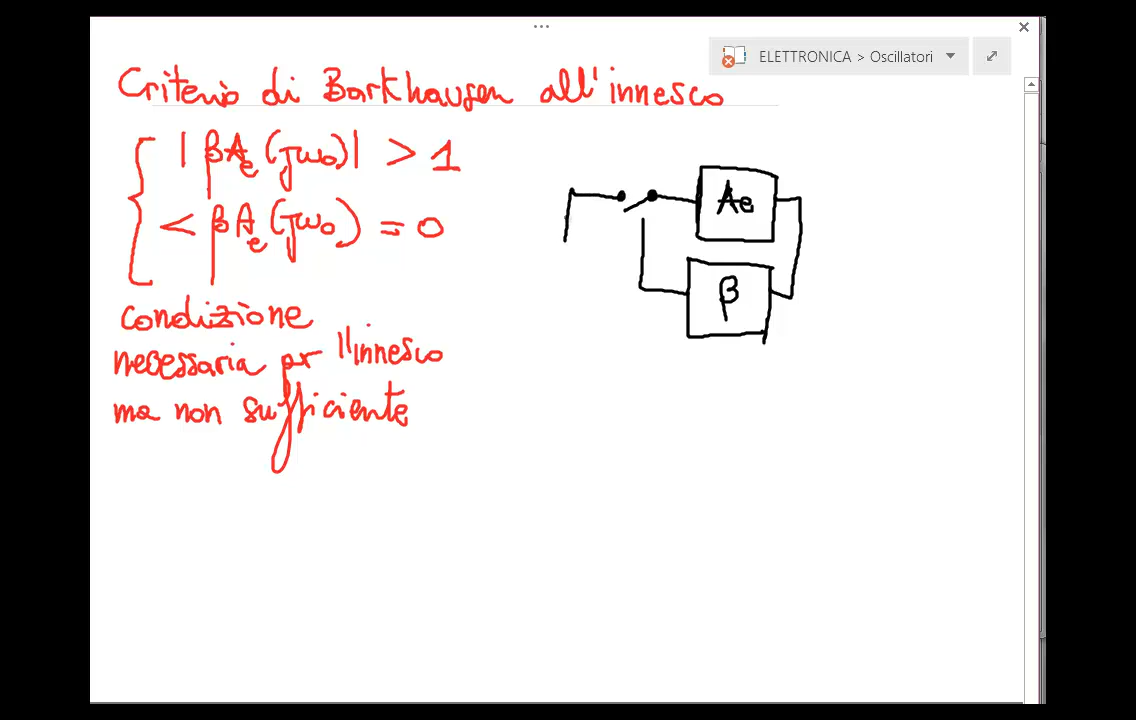 ...
ELETTRONICA > Oscillatori
Criterio di Barkhausen all'innesco
| βAe (jω₀)| > 1
< βAe (jω₀) = 0
condizione
necessaria per l'innesco
ma non sufficiente
Ae
β